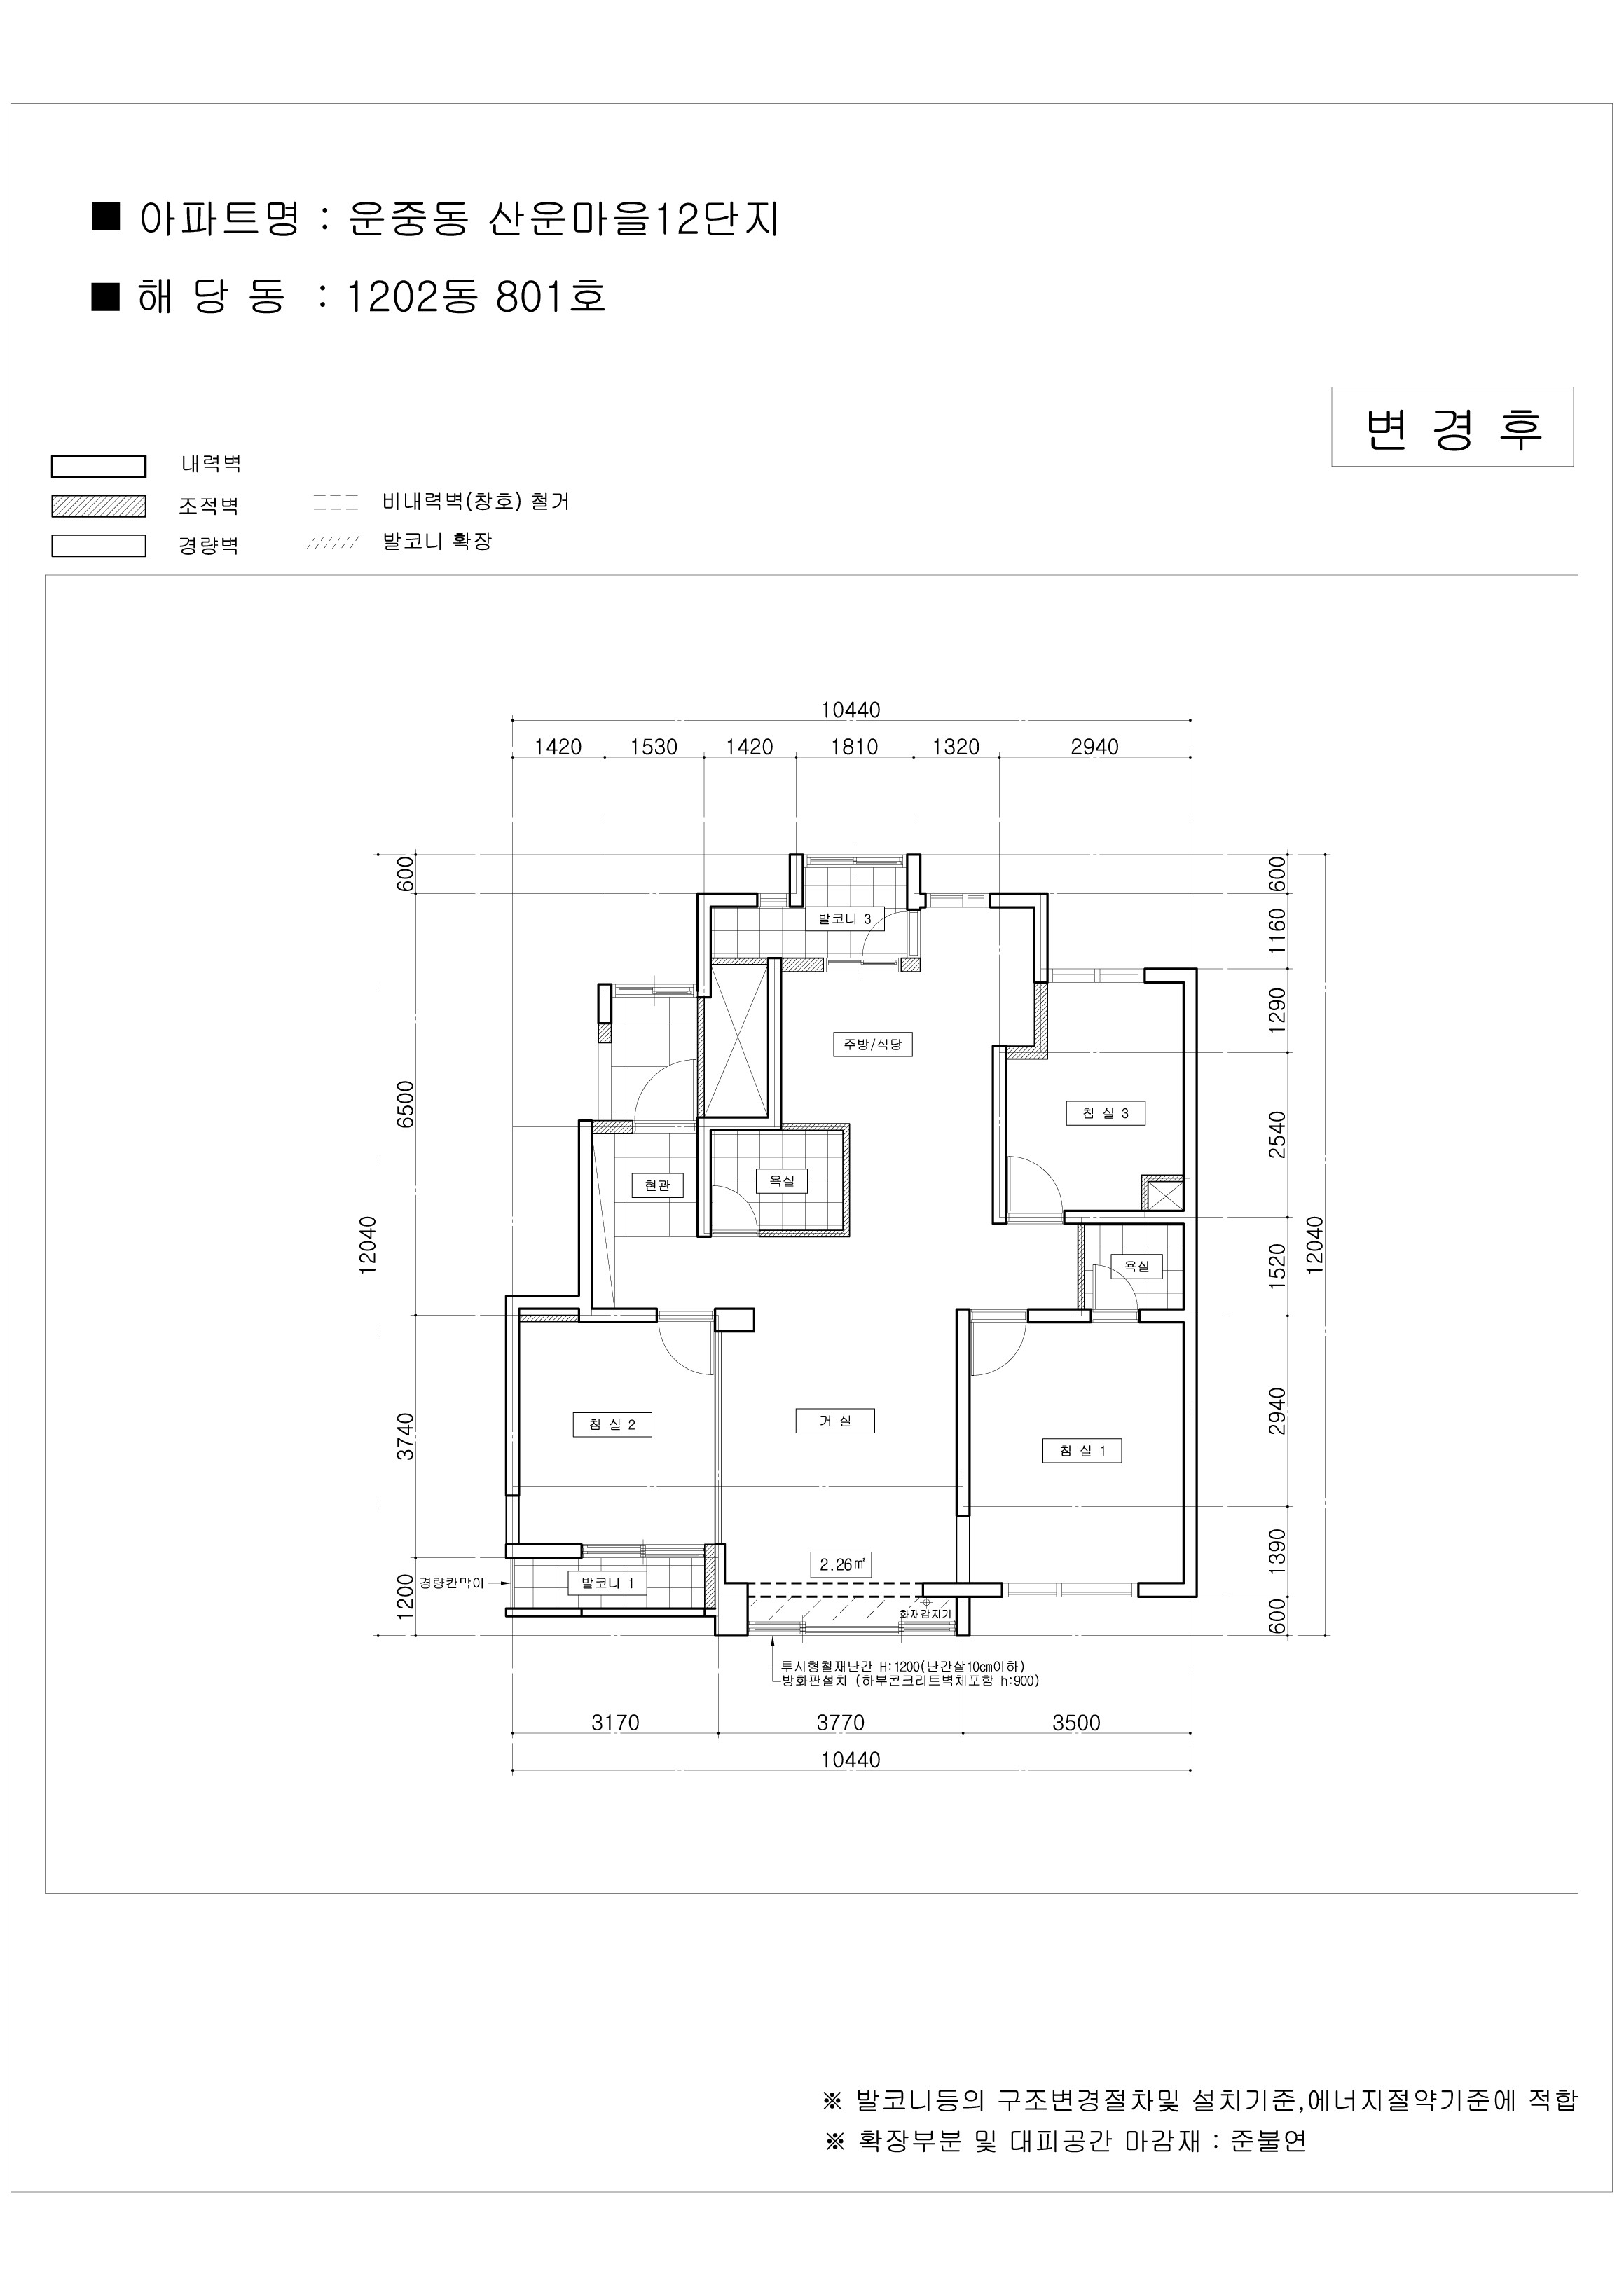 ■ 아파트명 : 운중동 산운마을12단지
■ 해 당 동 : 1202동 801호
변 경 후
내력벽
조적벽
비내력벽(창호) 철거
경량벽
발코니 확장
10440
1420 1530 1420 1810 1320 2940
600
6500
3740
1200
12040
600
1160
1290
2540
1520
2940
1390
600
12040
발코니 3
주방/식당
침 실 3
현관
욕실
욕실
침 실 2
거 실
침 실 1
2.26㎡
경량칸막이
발코니 1
화재감지기
투시형철재난간 H:1200(난간살10cm이하)
방화판설치 (하부콘크리트벽체포함 h:900)
3170 3770 3500
10440
※ 발코니등의 구조변경절차및 설치기준,에너지절약기준에 적합
※ 확장부분 및 대피공간 마감재 : 준불연